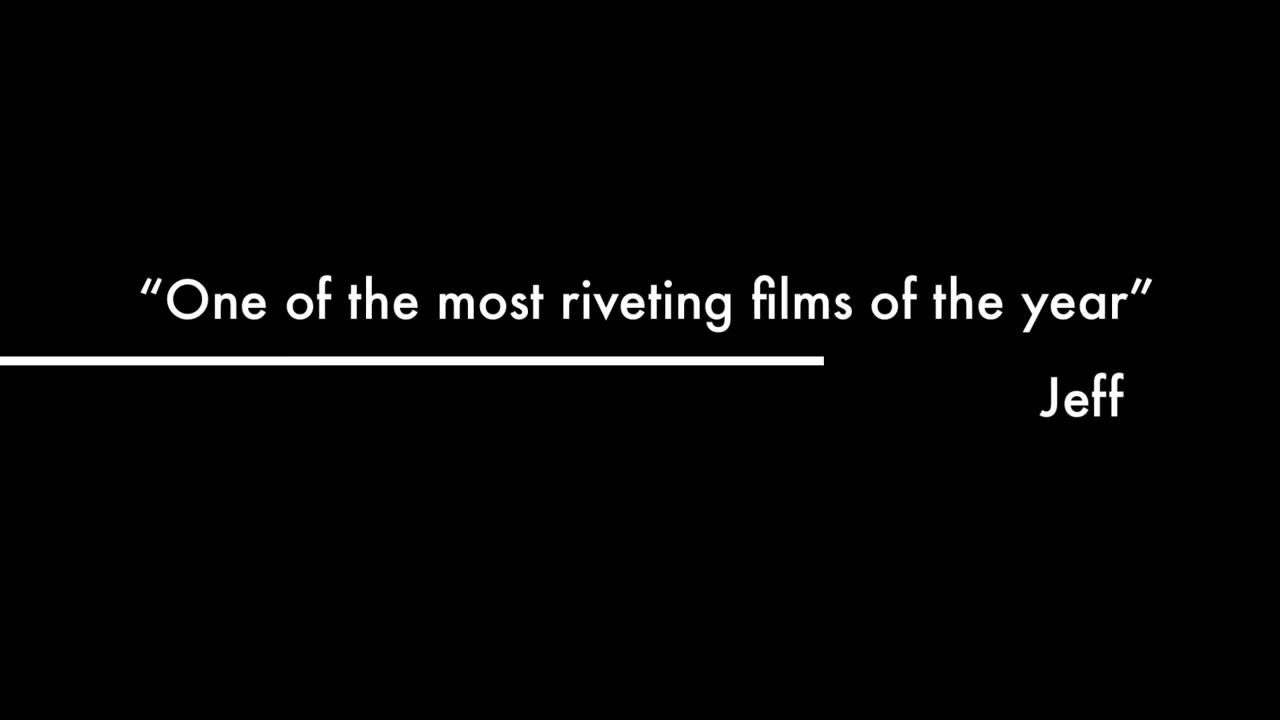 “One of the most riveting films of the year”
Jeff